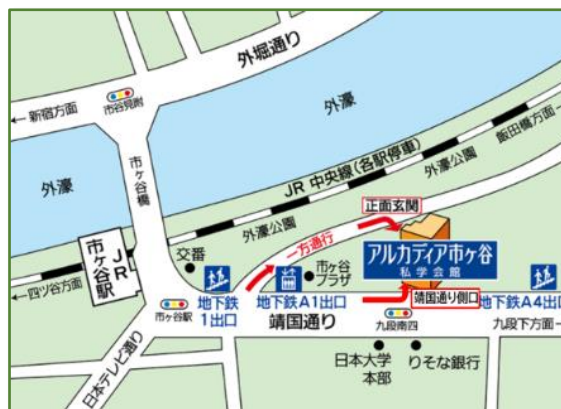 外堀通り
←新宿方面
市谷見附
外濠
飯田橋方面→
JR 中央線(各駅停車)
外濠公園
市ヶ谷橋
外濠
正面玄関
外濠公園
一方通行
交番
JR
市ヶ谷駅
市ヶ谷
プラザ
アルカディア市ヶ谷
私学会館
←四ツ谷方面
地下鉄
1出口
地下鉄A1出口
靖国通り側口
地下鉄A4出口
市ヶ谷駅
靖国通り
九段南四
九段下方面→
日本テレビ通り
日本大学
本部
りそな銀行